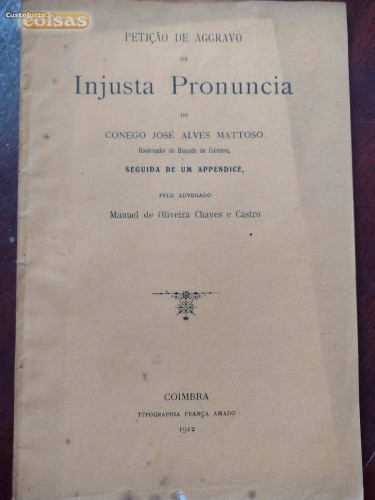 CustoJusto.pt
coisas
PETIÇÃO DE AGGRAVO
DE
Injusta Pronuncia
DO
CONEGO JOSÉ ALVES MATTOSO
Governador do Bispado de Coimbra,
SEGUIDA DE UM APPENDICE,
PELO ADVOGADO
Manuel de Oliveira Chaves e Castro
COIMBRA
TYPOGRAPHIA FRANÇA AMADO
1912